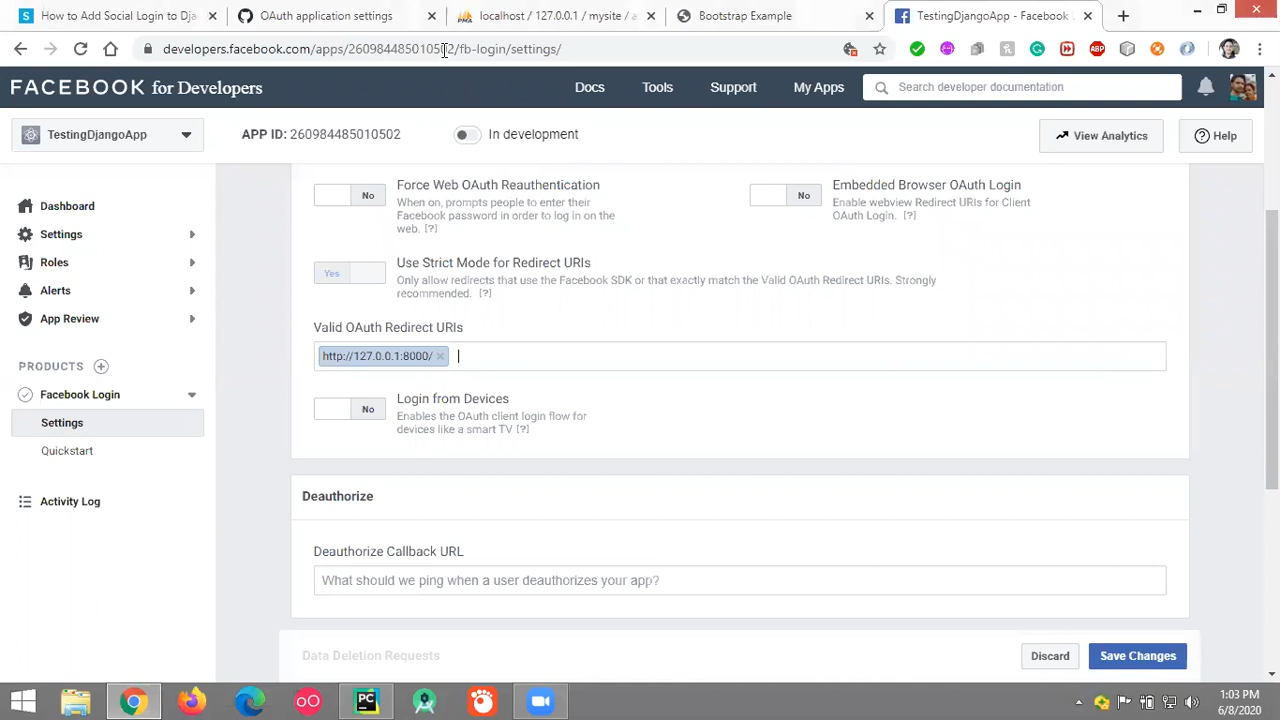 How to Add Social Login to Dja
OAuth application settings
localhost / 127.0.0.1 / mysite / a
Bootstrap Example
TestingDjangoApp - Facebook L
developers.facebook.com/apps/260984485010502/fb-login/settings/
FACEBOOK for Developers
Docs
Tools
Support
My Apps
Search developer documentation
TestingDjangoApp
APP ID: 260984485010502
In development
View Analytics
Help
Dashboard
Settings
Roles
Alerts
App Review
PRODUCTS
Facebook Login
Settings
Quickstart
Activity Log
No
Force Web OAuth Reauthentication
When on, prompts people to enter their
Facebook password in order to log in on the
web. [?]
No
Embedded Browser OAuth Login
Enable webview Redirect URIs for Client
OAuth Login. [?]
Yes
Use Strict Mode for Redirect URIs
Only allow redirects that use the Facebook SDK or that exactly match the Valid OAuth Redirect URIs. Strongly
recommended. [?]
Valid OAuth Redirect URIs
http://127.0.0.1:8000/
No
Login from Devices
Enables the OAuth client login flow for
devices like a smart TV [?]
Deauthorize
Deauthorize Callback URL
What should we ping when a user deauthorizes your app?
Data Deletion Requests
Discard
Save Changes
1:03 PM
6/8/2020